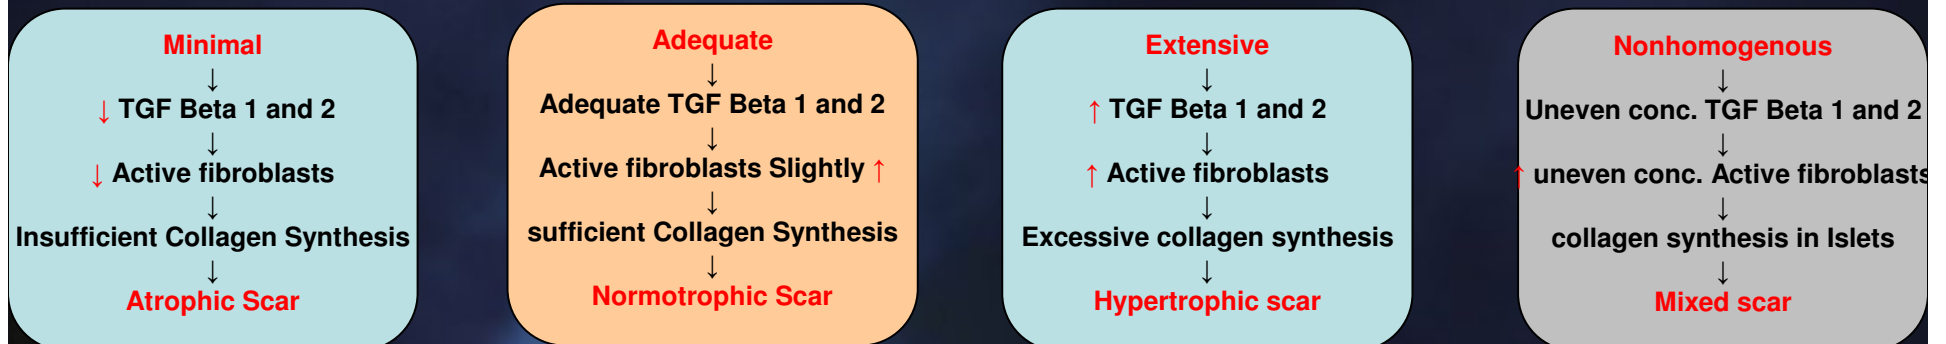 Minimal
↓
↓ TGF Beta 1 and 2
↓
↓ Active fibroblasts
↓
Insufficient Collagen Synthesis
↓
Atrophic Scar
Adequate
↓
Adequate TGF Beta 1 and 2
↓
Active fibroblasts Slightly ↑
↓
sufficient Collagen Synthesis
↓
Normotrophic Scar
Extensive
↓
↑ TGF Beta 1 and 2
↓
↑ Active fibroblasts
↓
Excessive collagen synthesis
↓
Hypertrophic scar
Nonhomogenous
↓
Uneven conc. TGF Beta 1 and 2
↓
↑ uneven conc. Active fibroblasts
↓
collagen synthesis in Islets
↓
Mixed scar